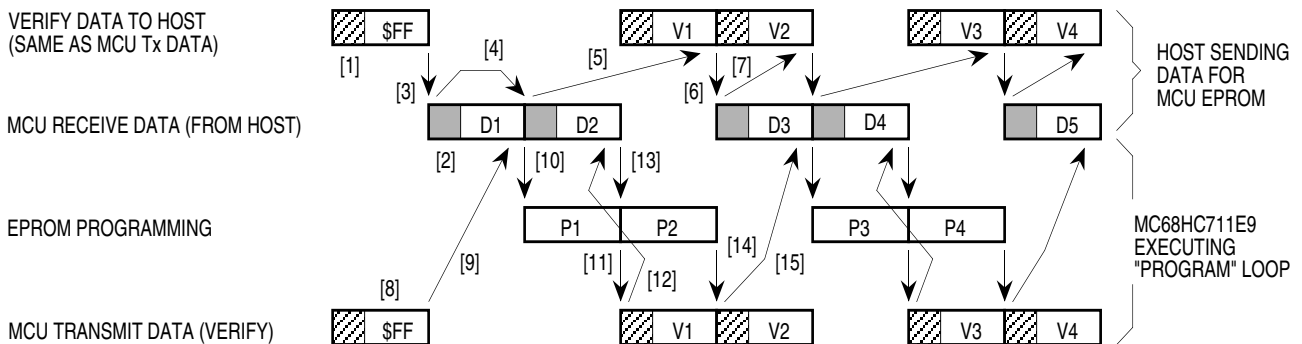 VERIFY DATA TO HOST
(SAME AS MCU Tx DATA)
$FF
V1
V2
V3
V4
[1]
[3]
[4]
[5]
[6]
[7]
HOST SENDING
DATA FOR
MCU EPROM
MCU RECEIVE DATA (FROM HOST)
D1
D2
D3
D4
D5
[2]
[10]
[13]
EPROM PROGRAMMING
P1
P2
P3
P4
[9]
[11]
[12]
[14]
[15]
MC68HC711E9
EXECUTING
"PROGRAM" LOOP
[8]
MCU TRANSMIT DATA (VERIFY)
$FF
V1
V2
V3
V4